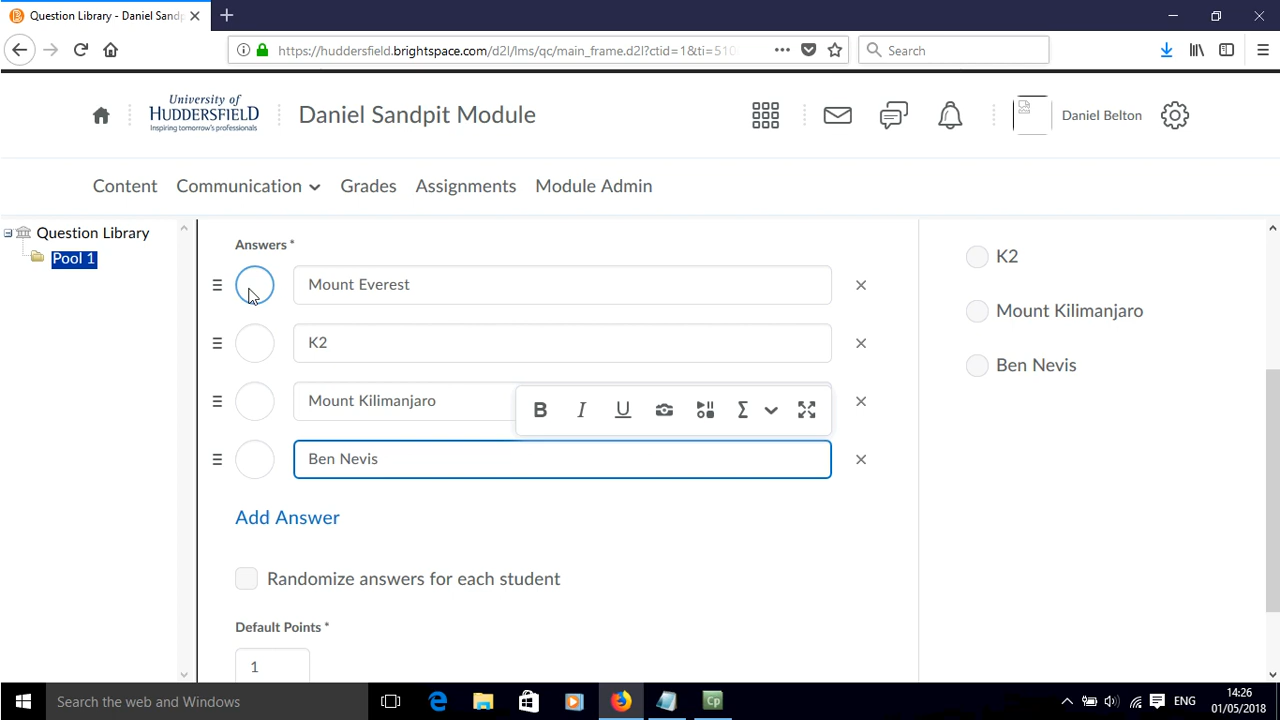 Question Library - Daniel Sandp
https://huddersfield.brightspace.com/d2l/lms/qc/main_frame.d2l?ctid=1&ti=510
Search
University of
HUDDERSFIELD
Inspiring tomorrow's professionals
Daniel Sandpit Module
Daniel Belton
Content
Communication
Grades
Assignments
Module Admin
Question Library
Pool 1
Answers *
Mount Everest
K2
Mount Kilimanjaro
B I U Σ
Ben Nevis
Add Answer
Randomize answers for each student
Default Points *
1
K2
Mount Kilimanjaro
Ben Nevis
Search the web and Windows
Cp
ENG
14:26
01/05/2018